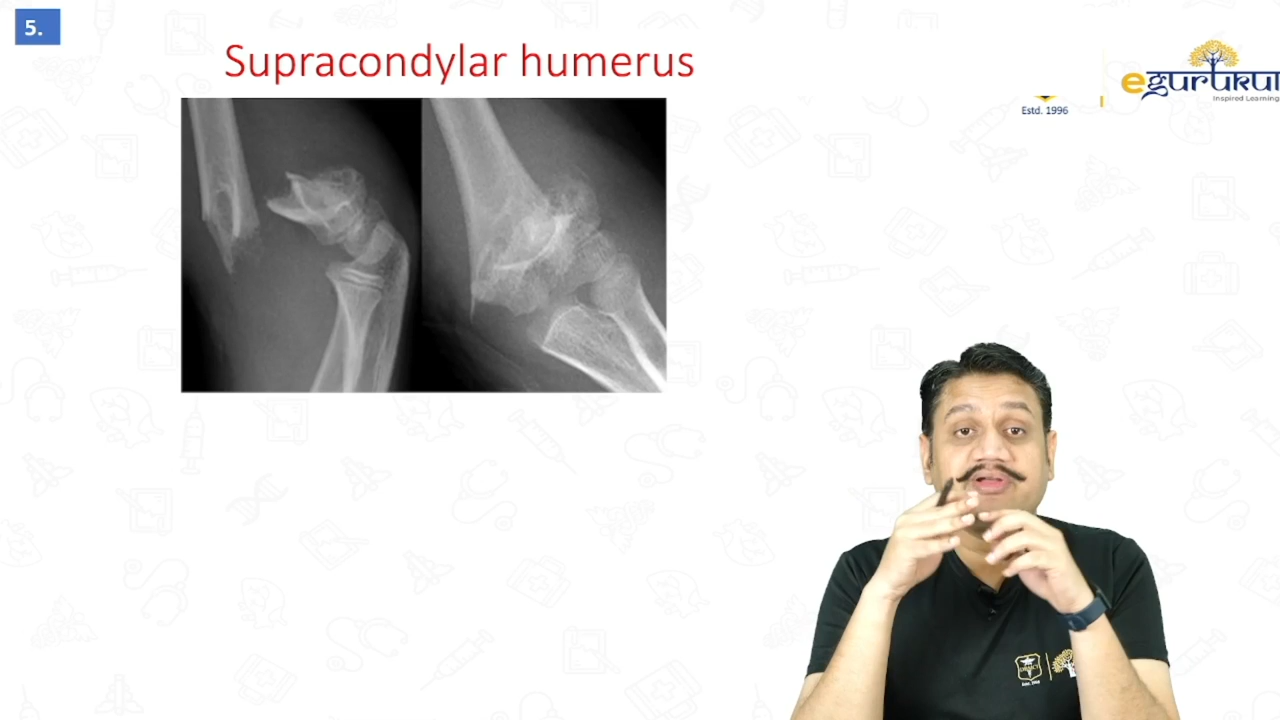 5.
Supracondylar humerus
egurukul
Inspired Learning
Estd. 1996